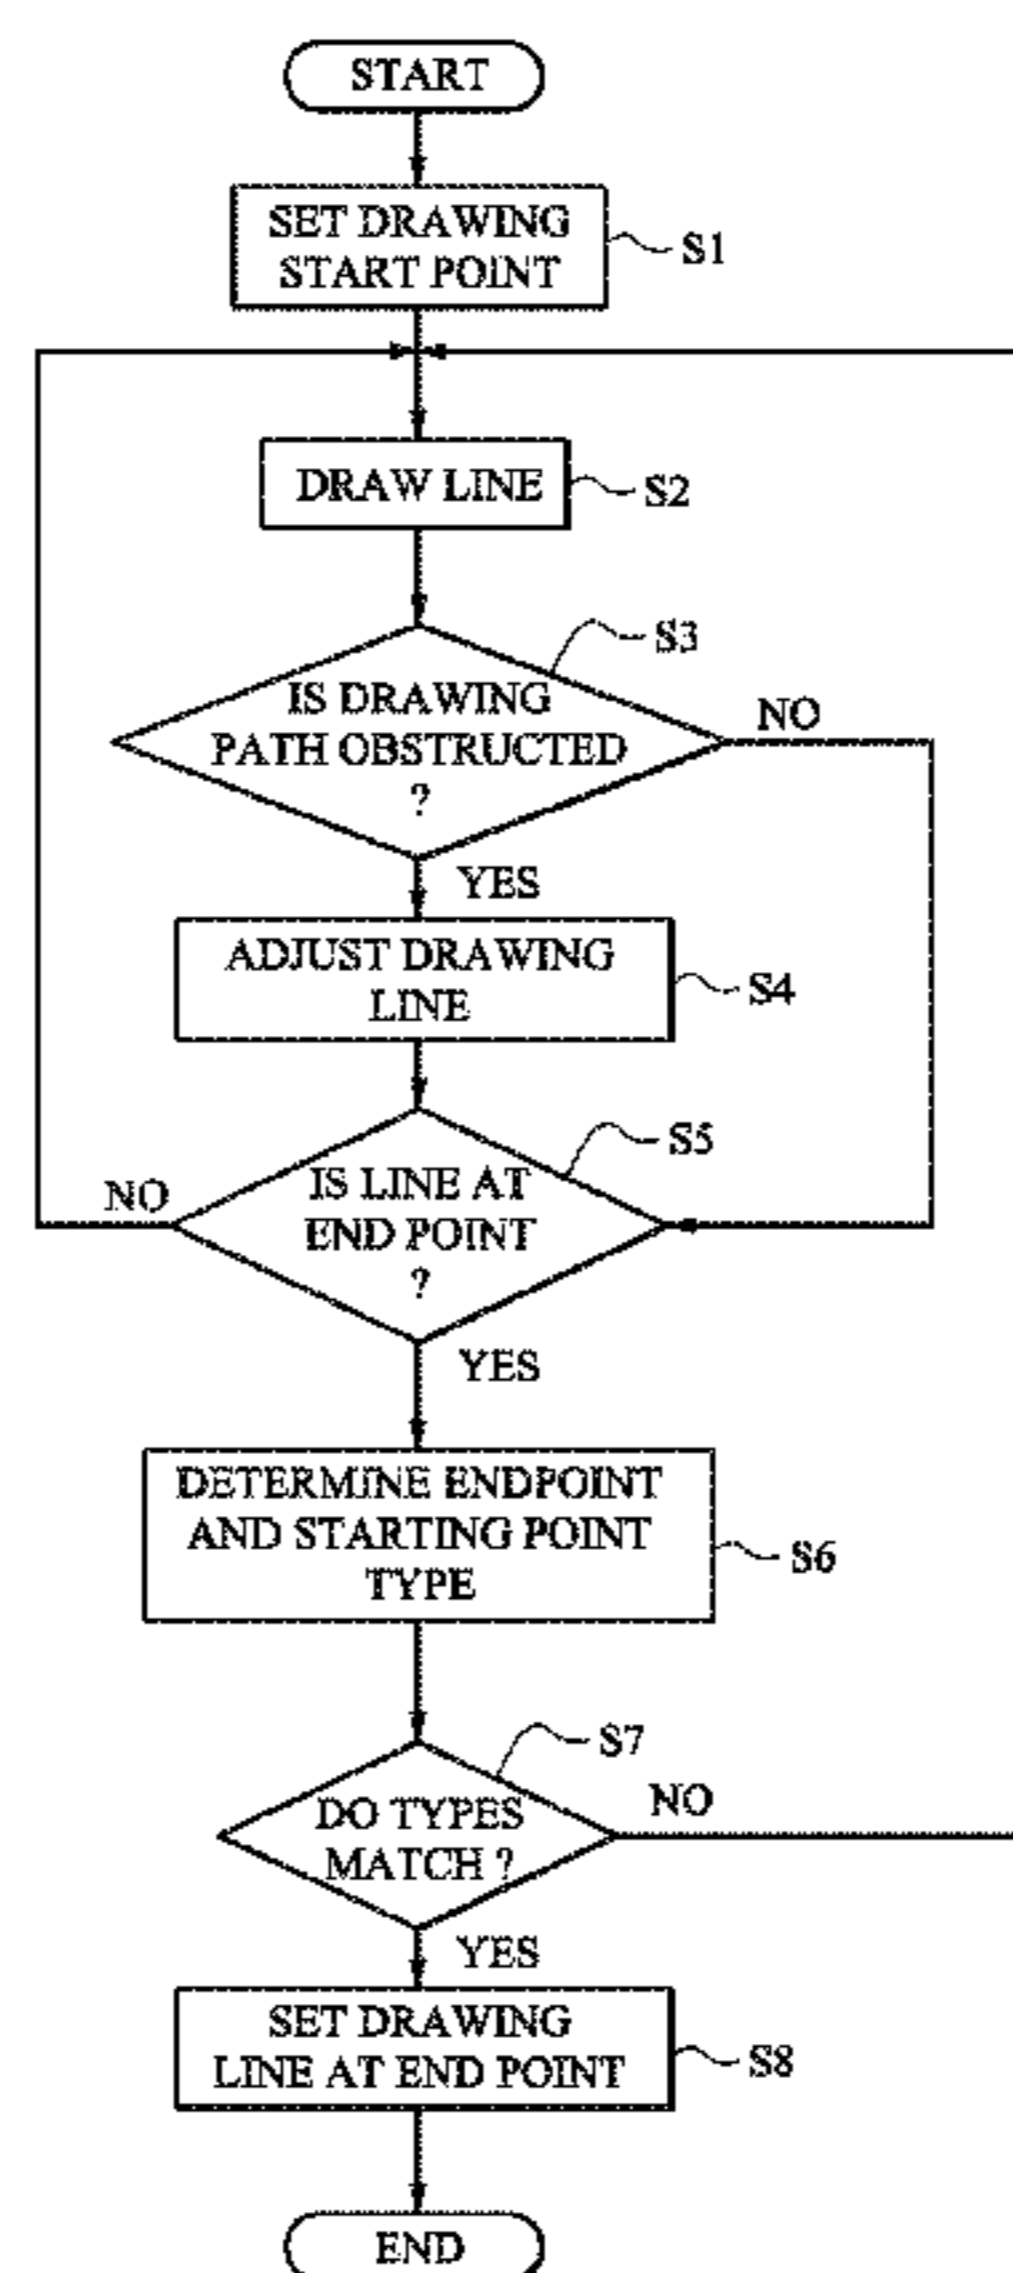 START
SET DRAWING
START POINT
S1
DRAW LINE
S2
S3
IS DRAWING
PATH OBSTRUCTED
?
NO
YES
ADJUST DRAWING
LINE
S4
S5
IS LINE AT
END POINT
?
NO
YES
DETERMINE ENDPOINT
AND STARTING POINT
TYPE
S6
S7
DO TYPES
MATCH ?
NO
YES
SET DRAWING
LINE AT END POINT
S8
END